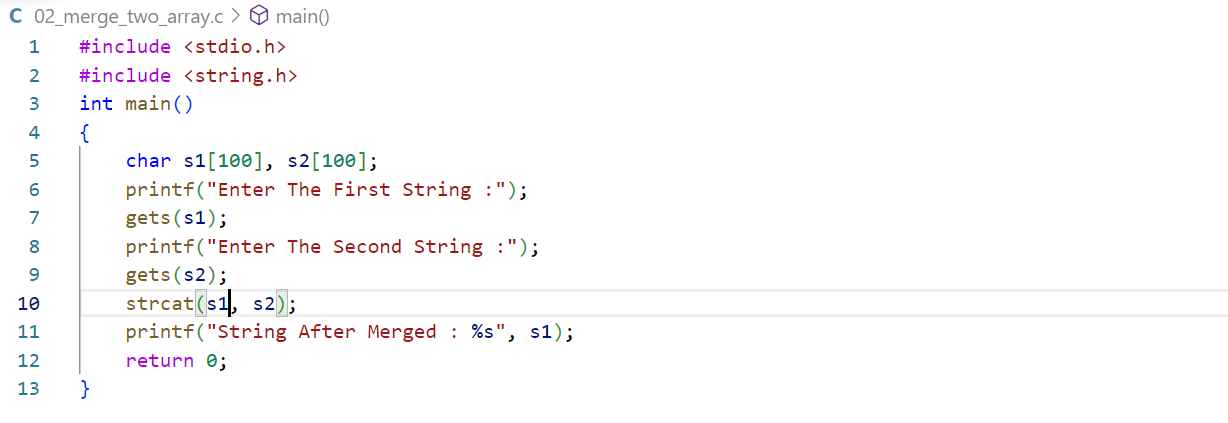 C 02_merge_two_array.c > main()
1 #include <stdio.h>
2 #include <string.h>
3 int main()
4 {
5     char s1[100], s2[100];
6     printf("Enter The First String :");
7     gets(s1);
8     printf("Enter The Second String :");
9     gets(s2);
10     strcat(s1, s2);
11     printf("String After Merged : %s", s1);
12     return 0;
13 }